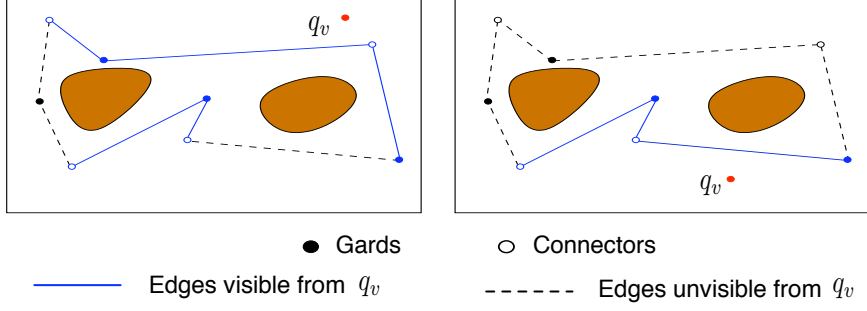 q_v
q_v
Gards Connectors
Edges visible from q_v Edges unvisible from q_v